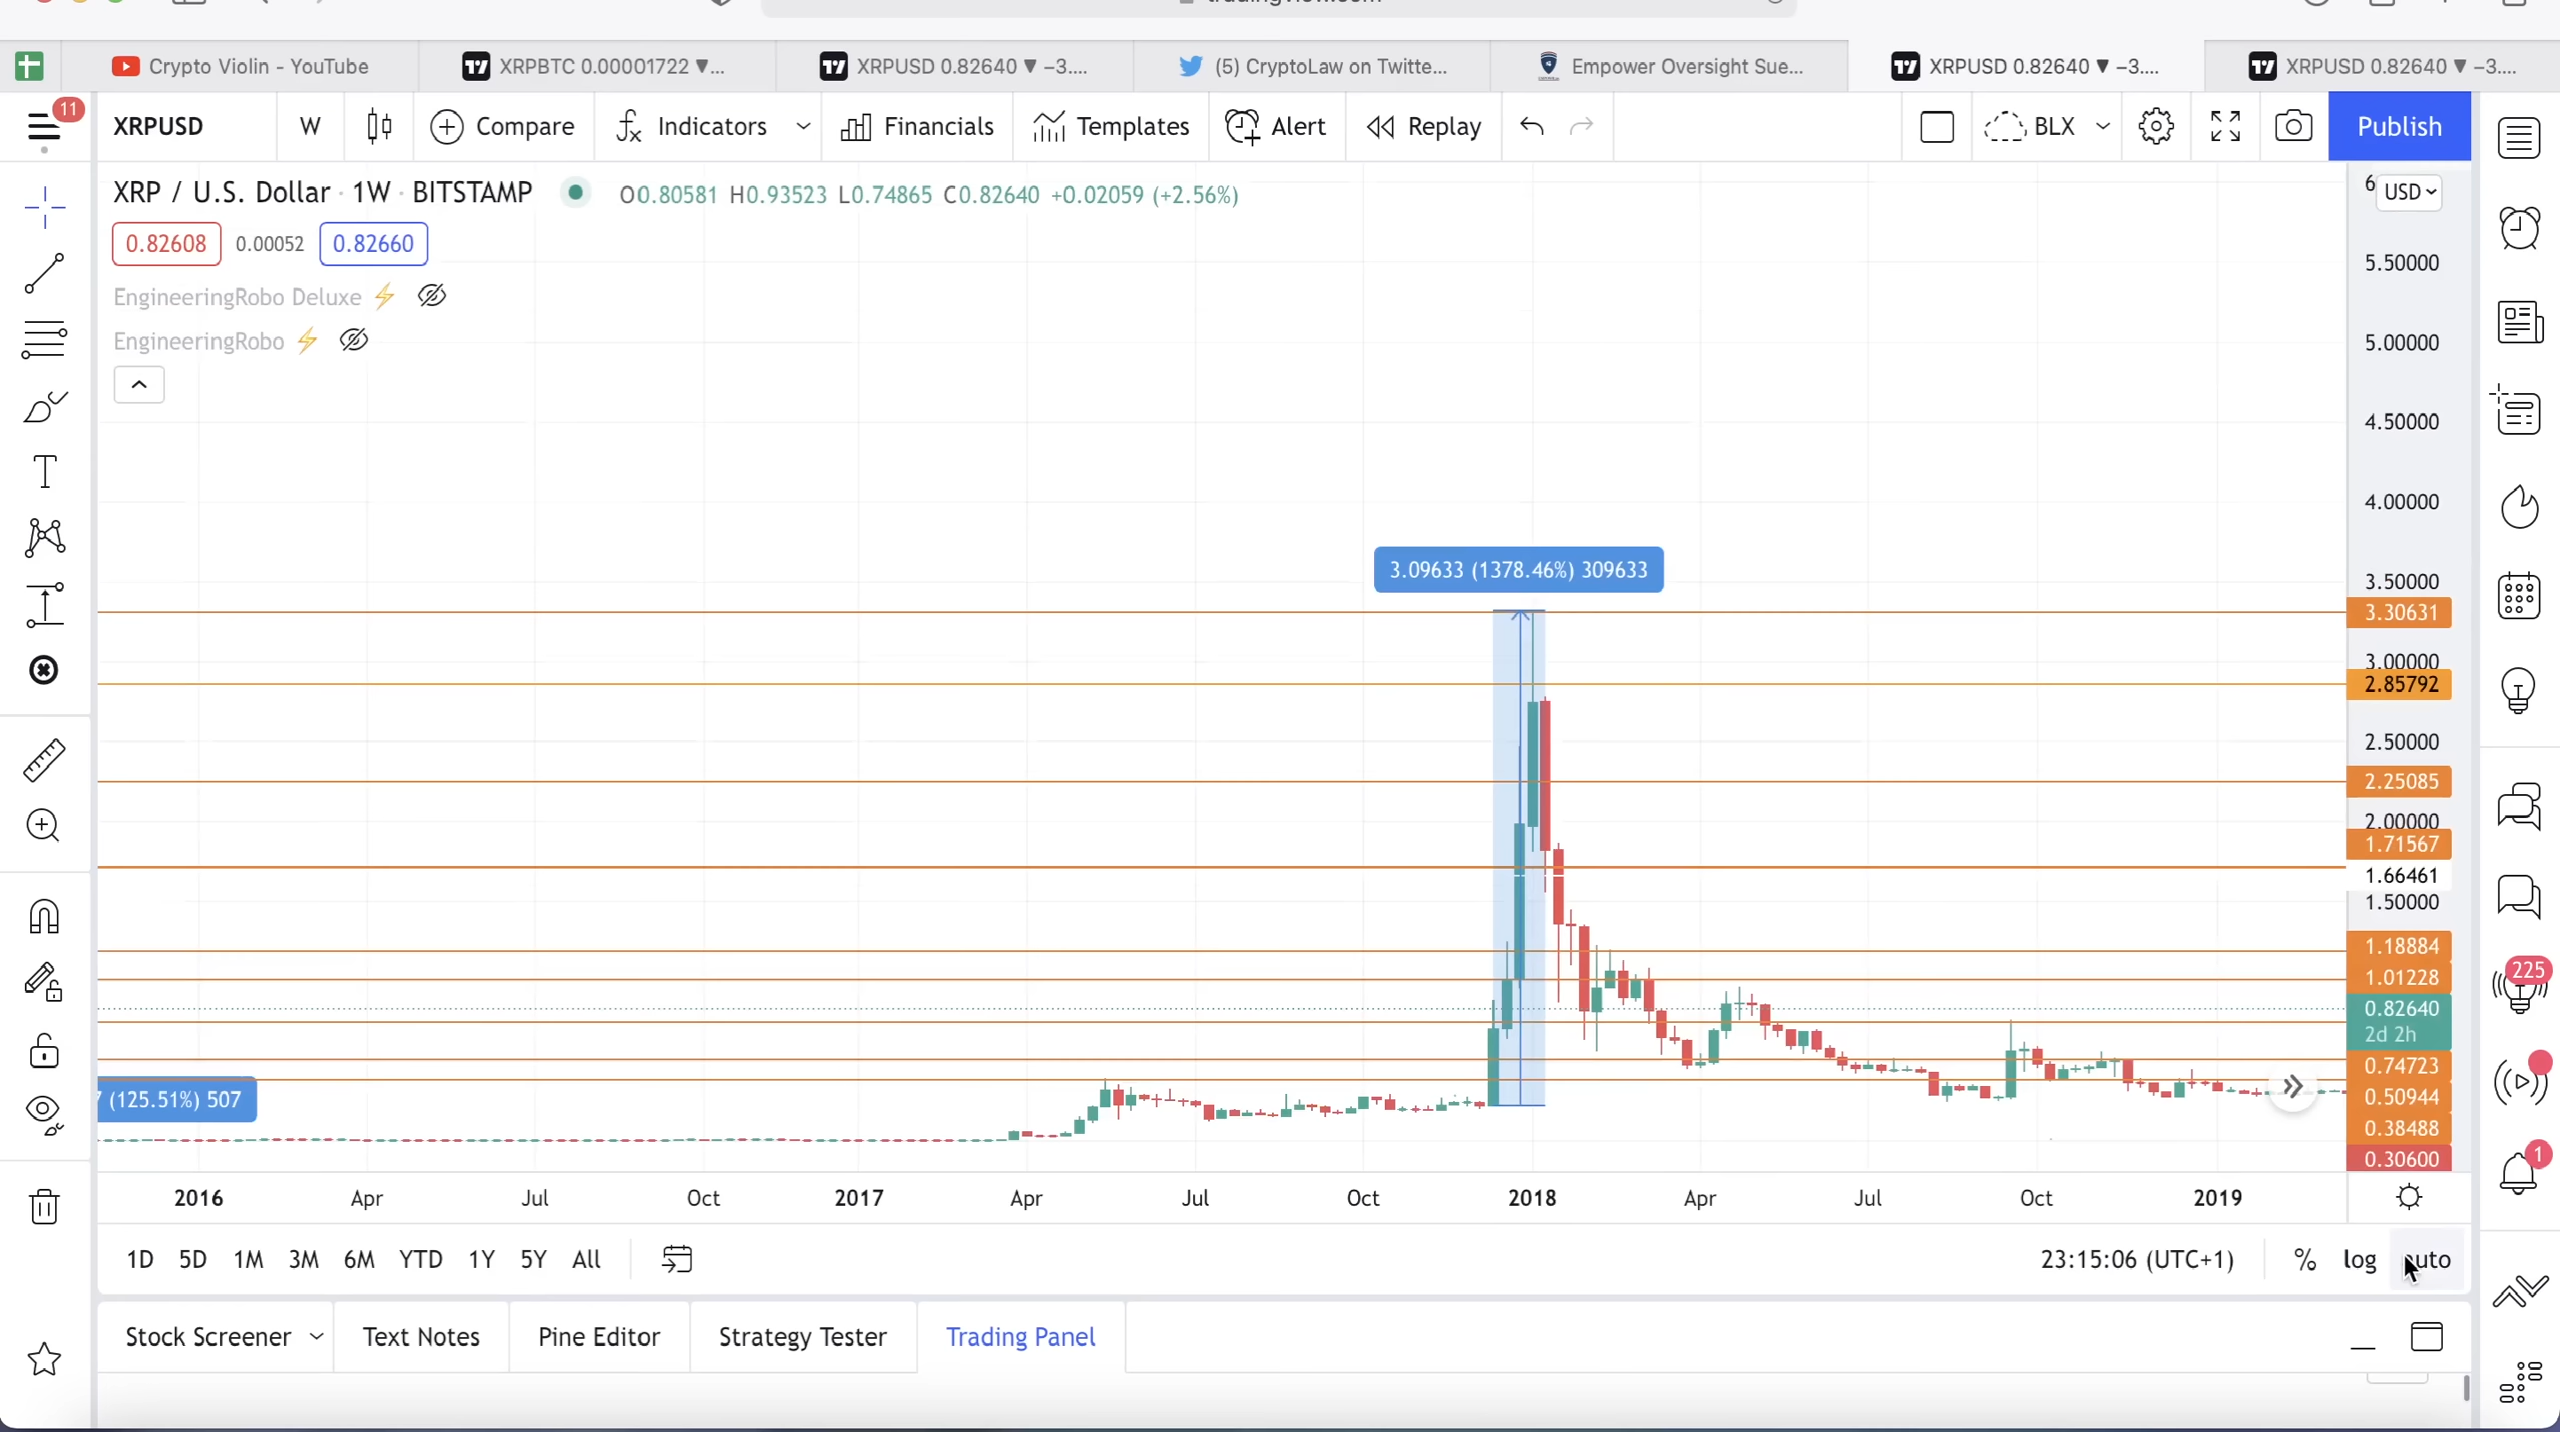 Crypto Violin - YouTube
XRPBTC 0.00001722 ▼...
XRPUSD 0.82640 ▼ −3....
(5) CryptoLaw on Twitte...
Empower Oversight Sue...
XRPUSD 0.82640 ▼ −3....
XRPUSD 0.82640 ▼ −3....
11
XRPUSD
W
Compare
Indicators
Financials
Templates
Alert
Replay
BLX
Publish
XRP / U.S. Dollar · 1W · BITSTAMP
O0.80581 H0.93523 L0.74865 C0.82640 +0.02059 (+2.56%)
0.82608
0.00052
0.82660
EngineeringRobo Deluxe
EngineeringRobo
6
USD
5.50000
5.00000
4.50000
4.00000
3.50000
3.30631
3.00000
2.85792
2.50000
2.25085
2.00000
1.71567
1.66461
1.50000
1.18884
1.01228
0.82640
2d 2h
0.74723
0.50944
0.38488
0.30600
3.09633 (1378.46%) 309633
(125.51%) 507
225
1
2016
Apr
Jul
Oct
2017
Apr
Jul
Oct
2018
Apr
Jul
Oct
2019
1D
5D
1M
3M
6M
YTD
1Y
5Y
All
23:15:06 (UTC+1)
%
log
auto
Stock Screener
Text Notes
Pine Editor
Strategy Tester
Trading Panel